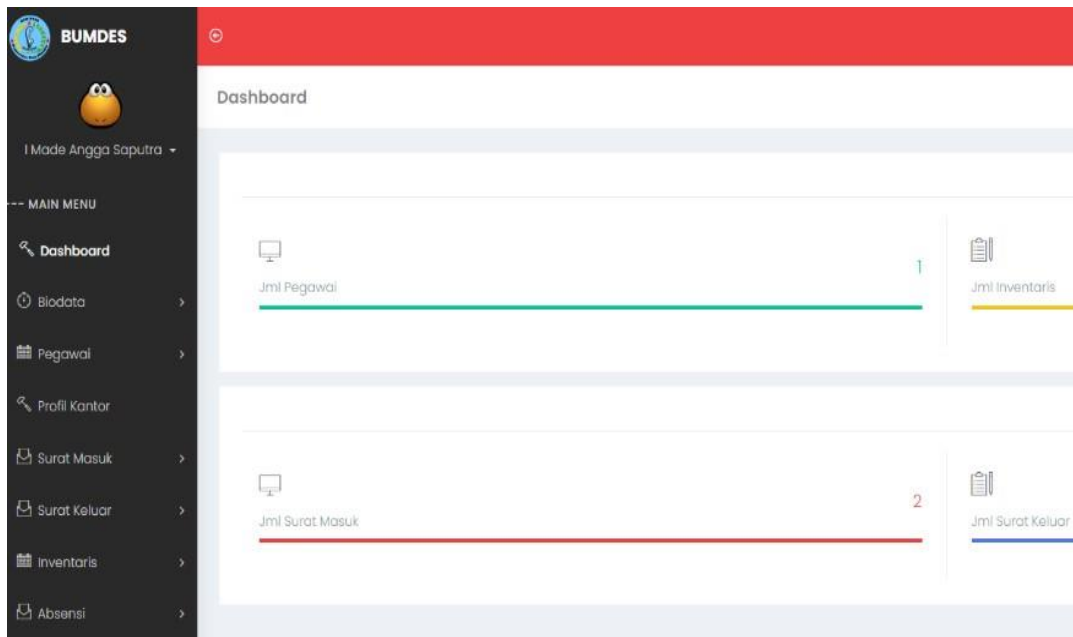 BUMDES
I Made Angga Saputra
--- MAIN MENU
Dashboard
Biodata
Pegawai
Profil Kantor
Surat Masuk
Surat Keluar
Inventaris
Absensi
Dashboard
1
Jml Pegawai
Jml Inventaris
2
Jml Surat Masuk
Jml Surat Keluar